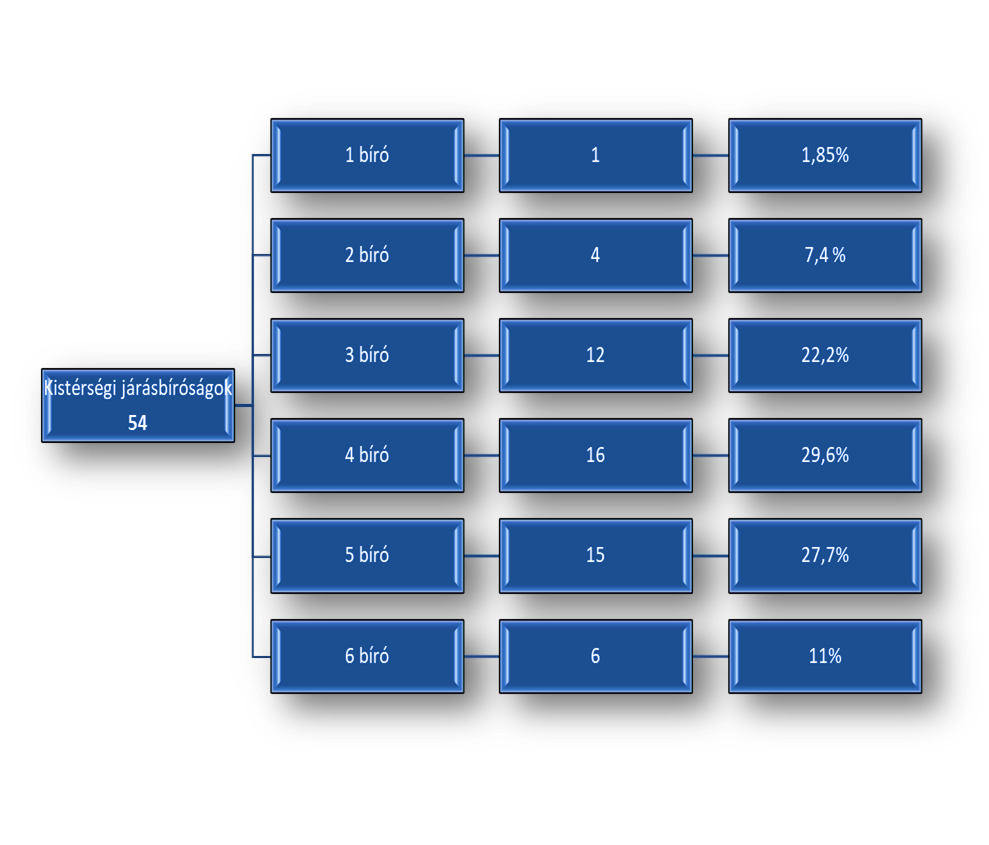 Kistérségi járásbíróságok
54
1 bíró
1
1,85%
2 bíró
4
7,4 %
3 bíró
12
22,2%
4 bíró
16
29,6%
5 bíró
15
27,7%
6 bíró
6
11%